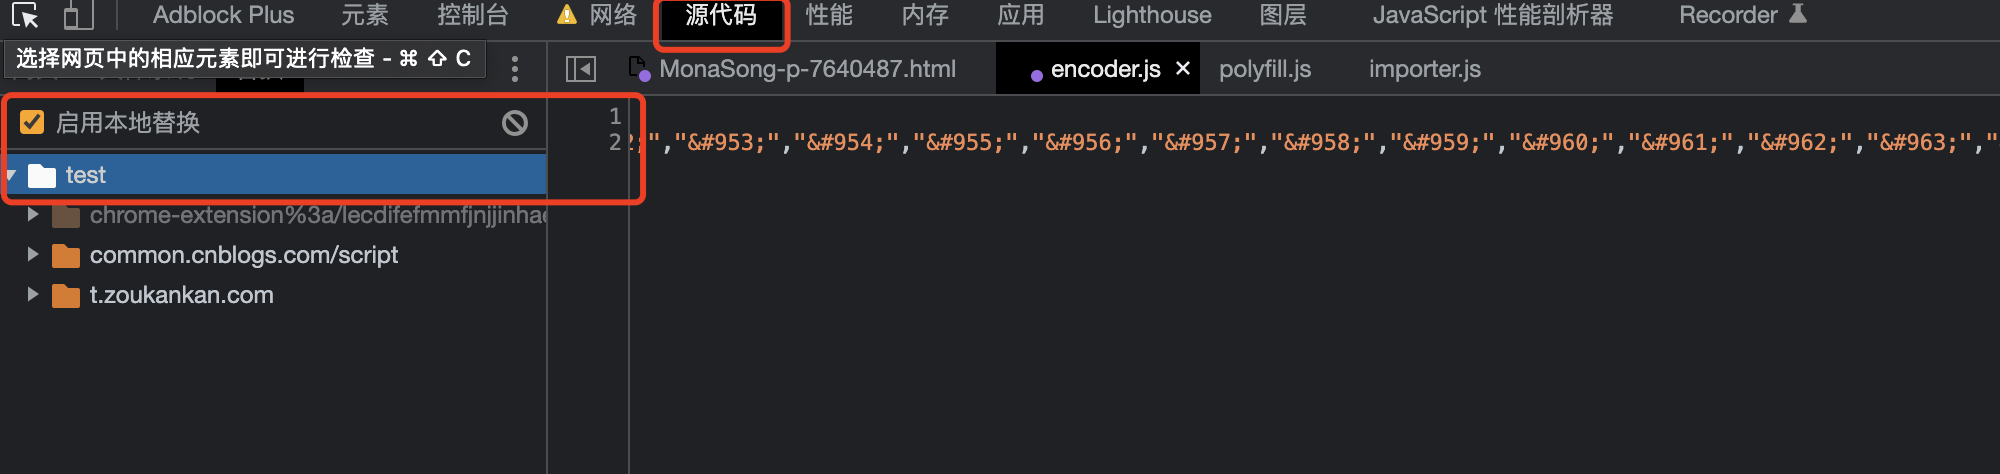 Adblock Plus 元素 控制台 网络 源代码 性能 内存 应用 Lighthouse 图层 JavaScript 性能剖析器 Recorder
选择网页中的相应元素即可进行检查 - ⌘ ⇧ C
MonaSong-p-7640487.html encoder.js × polyfill.js importer.js
启用本地替换
1
2 ;","&#953;","&#954;","&#955;","&#956;","&#957;","&#958;","&#959;","&#960;","&#961;","&#962;","&#963;","
test
chrome-extension%3a/lecdifefmmfjnjjinhae
common.cnblogs.com/script
t.zoukankan.com